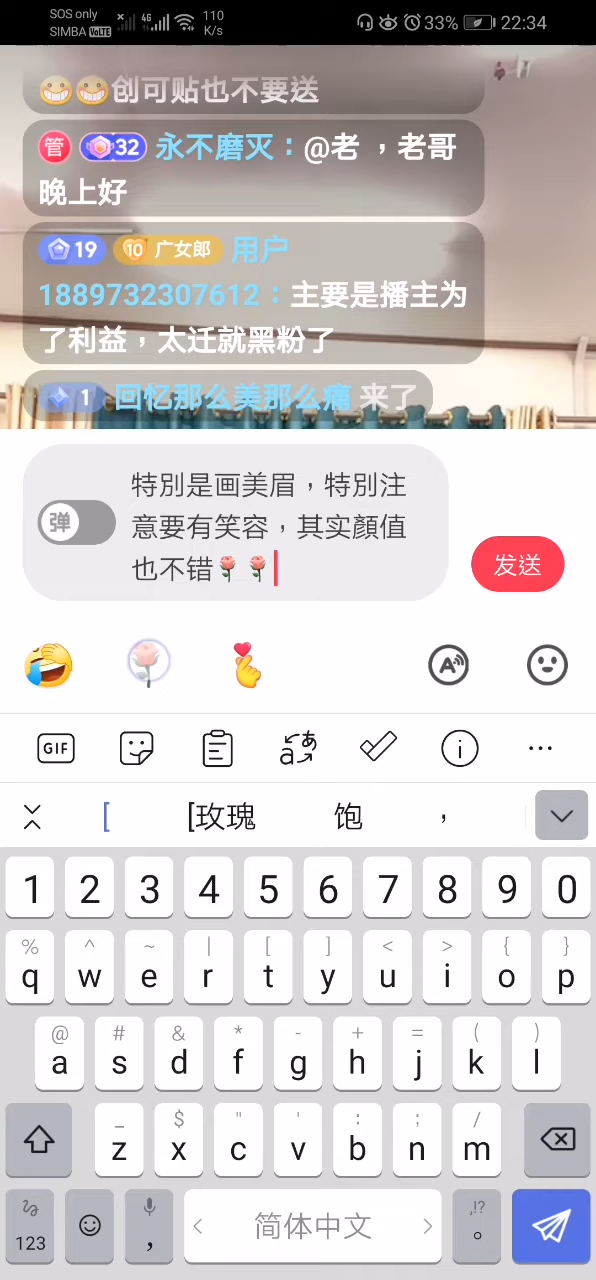 SOS only
SIMBA VoLTE
4G
110
K/s
33%
22:34
创可贴也不要送
管 32 永不磨灭：@老 ，老哥
晚上好
19 10 广女郎 用户
1889732307612：主要是播主为
了利益，太迁就黑粉了
1 回忆那么美那么痛 来了
弹
特別是画美眉，特別注
意要有笑容，其实顏值
也不错
发送
A
GIF
aあ
i
...
[
[玫瑰
饱
，
1 2 3 4 5 6 7 8 9 0
% ^ ~ | [ ] < > { }
q w e r t y u i o p
@ # & * - + = ( )
a s d f g h j k l
_ $ " ' : ; /
z x c v b n m
123
,
< 简体中文 >
,!?
。